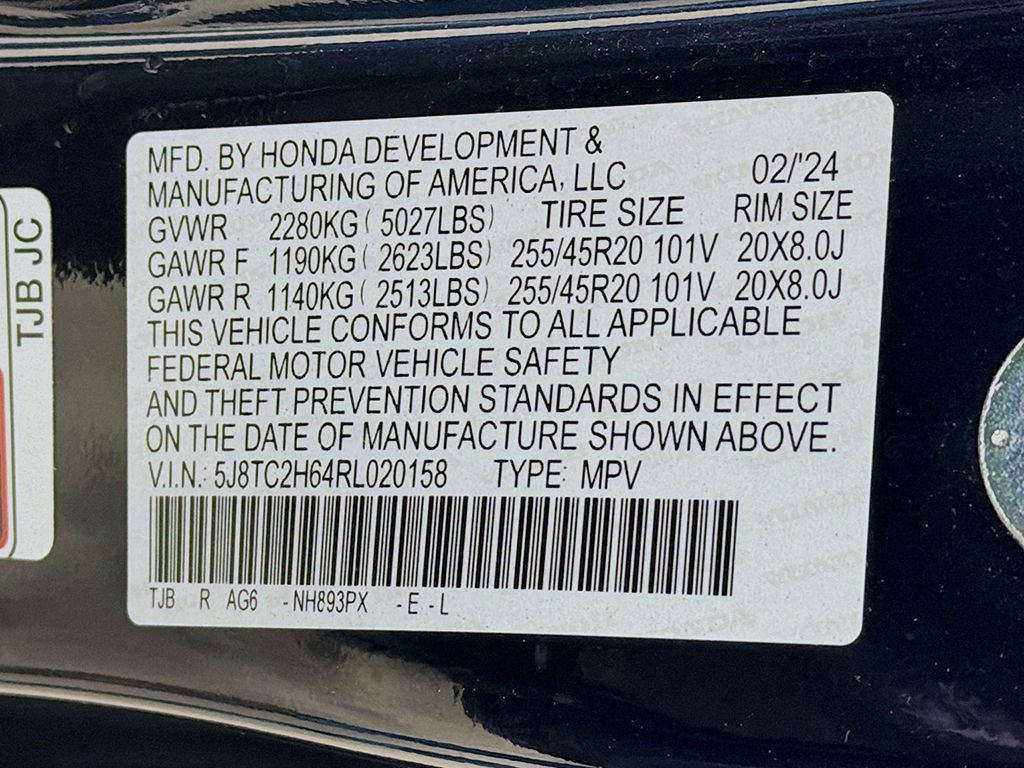 MFD. BY HONDA DEVELOPMENT &
MANUFACTURING OF AMERICA, LLC 02/'24
GVWR 2280KG ( 5027LBS) TIRE SIZE RIM SIZE
GAWR F 1190KG ( 2623LBS) 255/45R20 101V 20X8.0J
GAWR R 1140KG ( 2513LBS) 255/45R20 101V 20X8.0J
THIS VEHICLE CONFORMS TO ALL APPLICABLE
FEDERAL MOTOR VEHICLE SAFETY
AND THEFT PREVENTION STANDARDS IN EFFECT
ON THE DATE OF MANUFACTURE SHOWN ABOVE.
V.I.N.: 5J8TC2H64RL020158 TYPE: MPV
TJB R AG6 -NH893PX -E-L
TJB JC